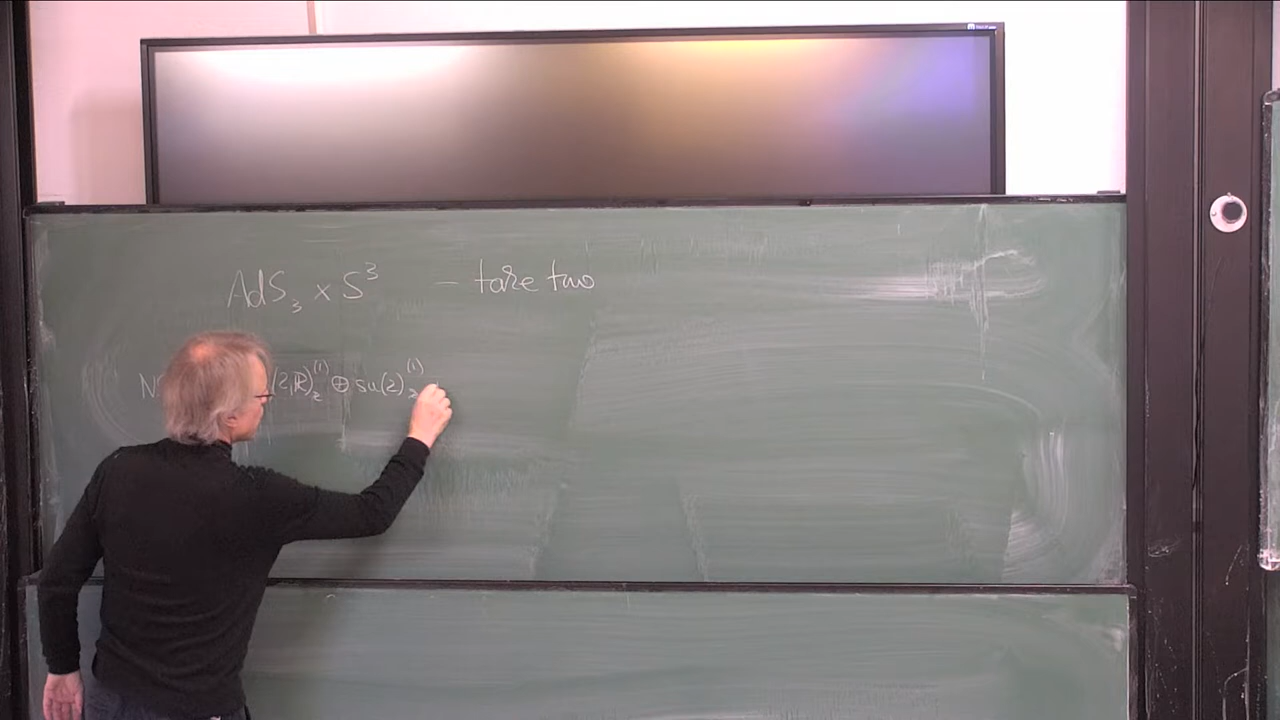 AdS₃ × S³ — take two
2,ℝ)₂⁽¹⁾ ⊕ su(2)₂⁽¹⁾